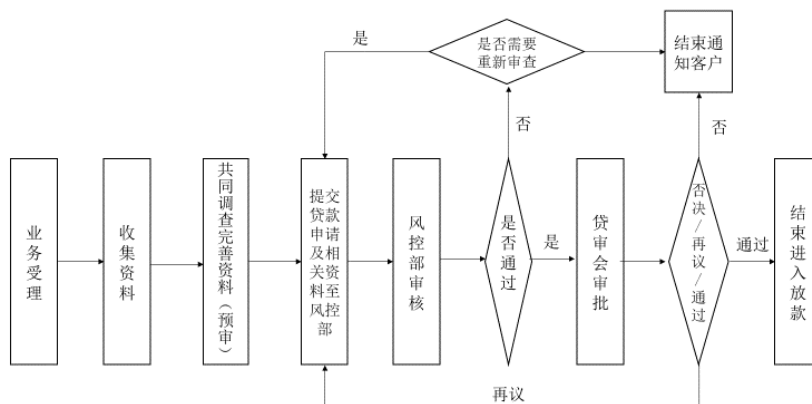 是
是否需要
重新审查
结束通
知客户
否
否
业务受理
收集资料
共同调查完善资料（预审）
提交
贷款
申请
及相
关资
料至
风控
部
风控部审核
是否通过
是
贷审会审批
否决/再议/通过
通过
结束进入放款
再议